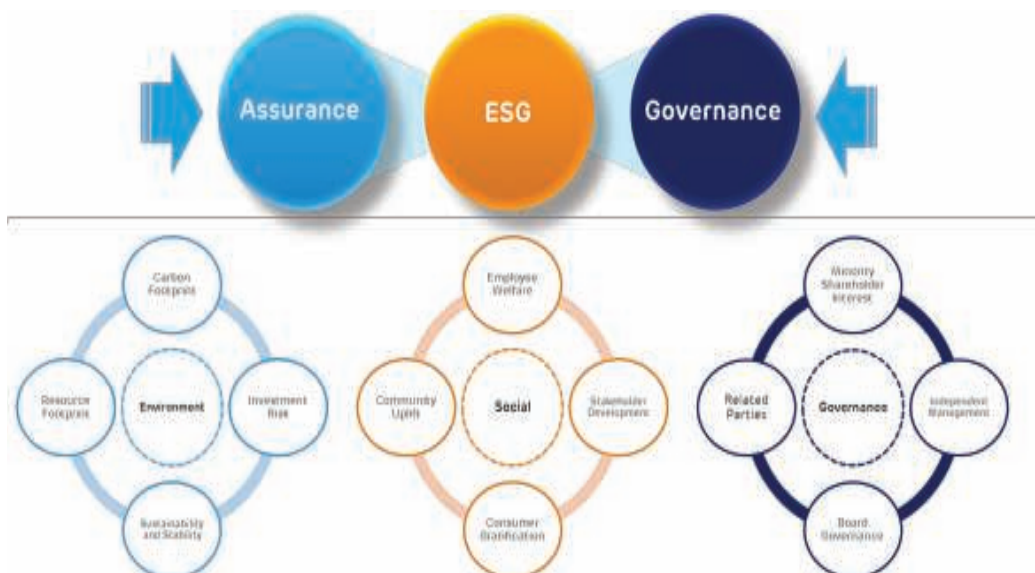 Assurance
ESG
Governance
Carbon
Footprint
Resource
Footprint
Environment
Investment
Risk
Sustainability
and Stability
Employee
Welfare
Community
Uplift
Social
Stakeholder
Development
Consumer
Gratification
Minority
Shareholder
Interest
Related
Parties
Governance
Independent
Management
Board
Governance